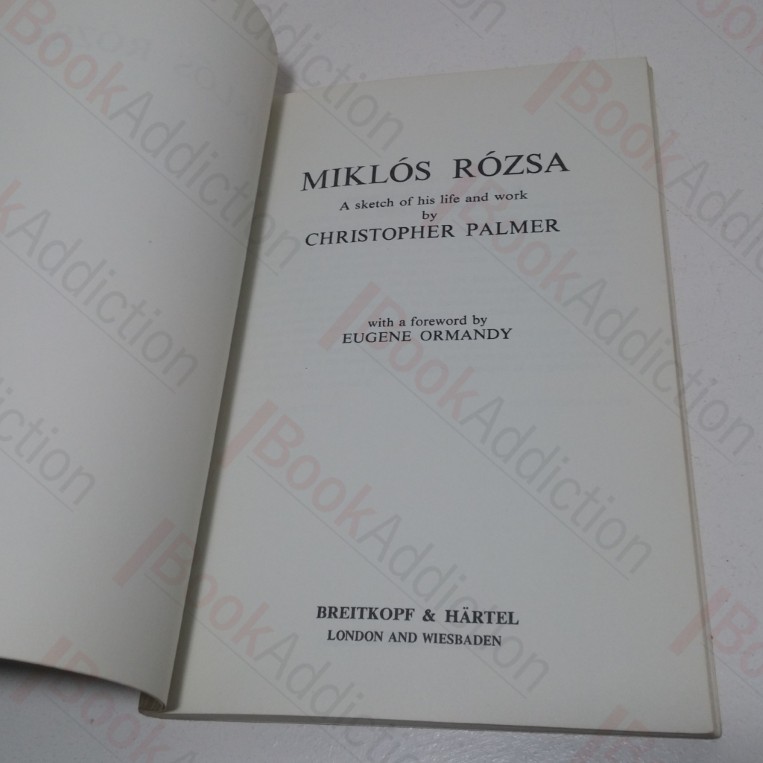 MIKLÓS RÓZSA
A sketch of his life and work
by
CHRISTOPHER PALMER
with a foreword by
EUGENE ORMANDY
BREITKOPF & HÄRTEL
LONDON AND WIESBADEN
BookAddiction